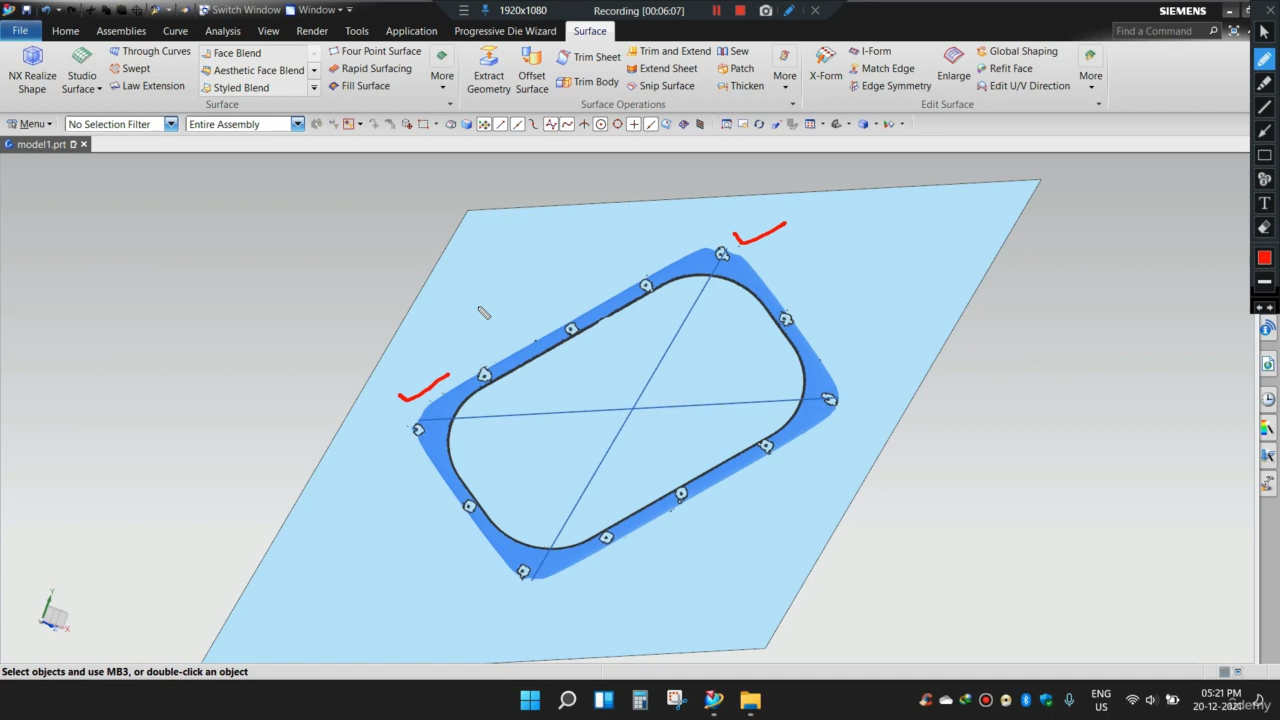 Switch Window
Window
1920x1080
Recording [00:06:07]
SIEMENS
File
Home
Assemblies
Curve
Analysis
View
Render
Tools
Application
Progressive Die Wizard
Surface
Find a Command
NX Realize Shape
Studio Surface
Through Curves
Swept
Law Extension
Face Blend
Aesthetic Face Blend
Styled Blend
Four Point Surface
Rapid Surfacing
Fill Surface
More
Surface
Extract Geometry
Offset Surface
Trim Sheet
Trim Body
Trim and Extend
Extend Sheet
Snip Surface
Sew
Patch
Thicken
More
Surface Operations
X-Form
I-Form
Match Edge
Edge Symmetry
Enlarge
Global Shaping
Refit Face
Edit U/V Direction
More
Edit Surface
Menu
No Selection Filter
Entire Assembly
model1.prt
Y
X
Select objects and use MB3, or double-click an object
ENG
US
05:21 PM
20-12-2021
Udemy